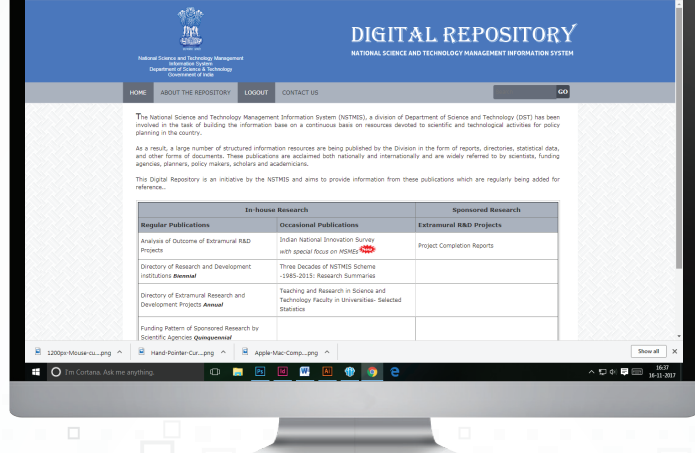 DIGITAL REPOSITORY
NATIONAL SCIENCE AND TECHNOLOGY MANAGEMENT INFORMATION SYSTEM
National Science and Technology Management
Information System
Department of Science & Technology
Government of India
HOME ABOUT THE REPOSITORY LOGOUT CONTACT US GO
The National Science and Technology Management Information System (NSTMIS), a division of Department of Science and Technology (DST) has been
involved in the task of building the information base on a continuous basis on resources devoted to scientific and technological activities for policy
planning in the country.
As a result, a large number of structured information resources are being published by the Division in the form of reports, directories, statistical data,
and other forms of documents. These publications are acclaimed both nationally and internationally and are widely referred to by scientists, funding
agencies, planners, policy makers, scholars and academicians.
This Digital Repository is an initiative by the NSTMIS and aims to provide information from these publications which are regularly being added for
reference..
In-house Research Sponsored Research
Regular Publications Occasional Publications Extramural R&D Projects
Analysis of Outcome of Extramural R&D
Projects
Indian National Innovation Survey
with special focus on MSMEs New
Project Completion Reports
Directory of Research and Development
institutions Biennial
Three Decades of NSTMIS Scheme
-1985-2015: Research Summaries
Directory of Extramural Research and
Development Projects Annual
Teaching and Research in Science and
Technology Faculty in Universities- Selected
Statistics
Funding Pattern of Sponsored Research by
Scientific Agencies Quinquennial
1200px-Mouse-cu....png Hand-Pointer-Cur....png Apple-Mac-Comp....png Show all
I'm Cortana. Ask me anything. Ps Id W Ai 16:37
16-11-2017